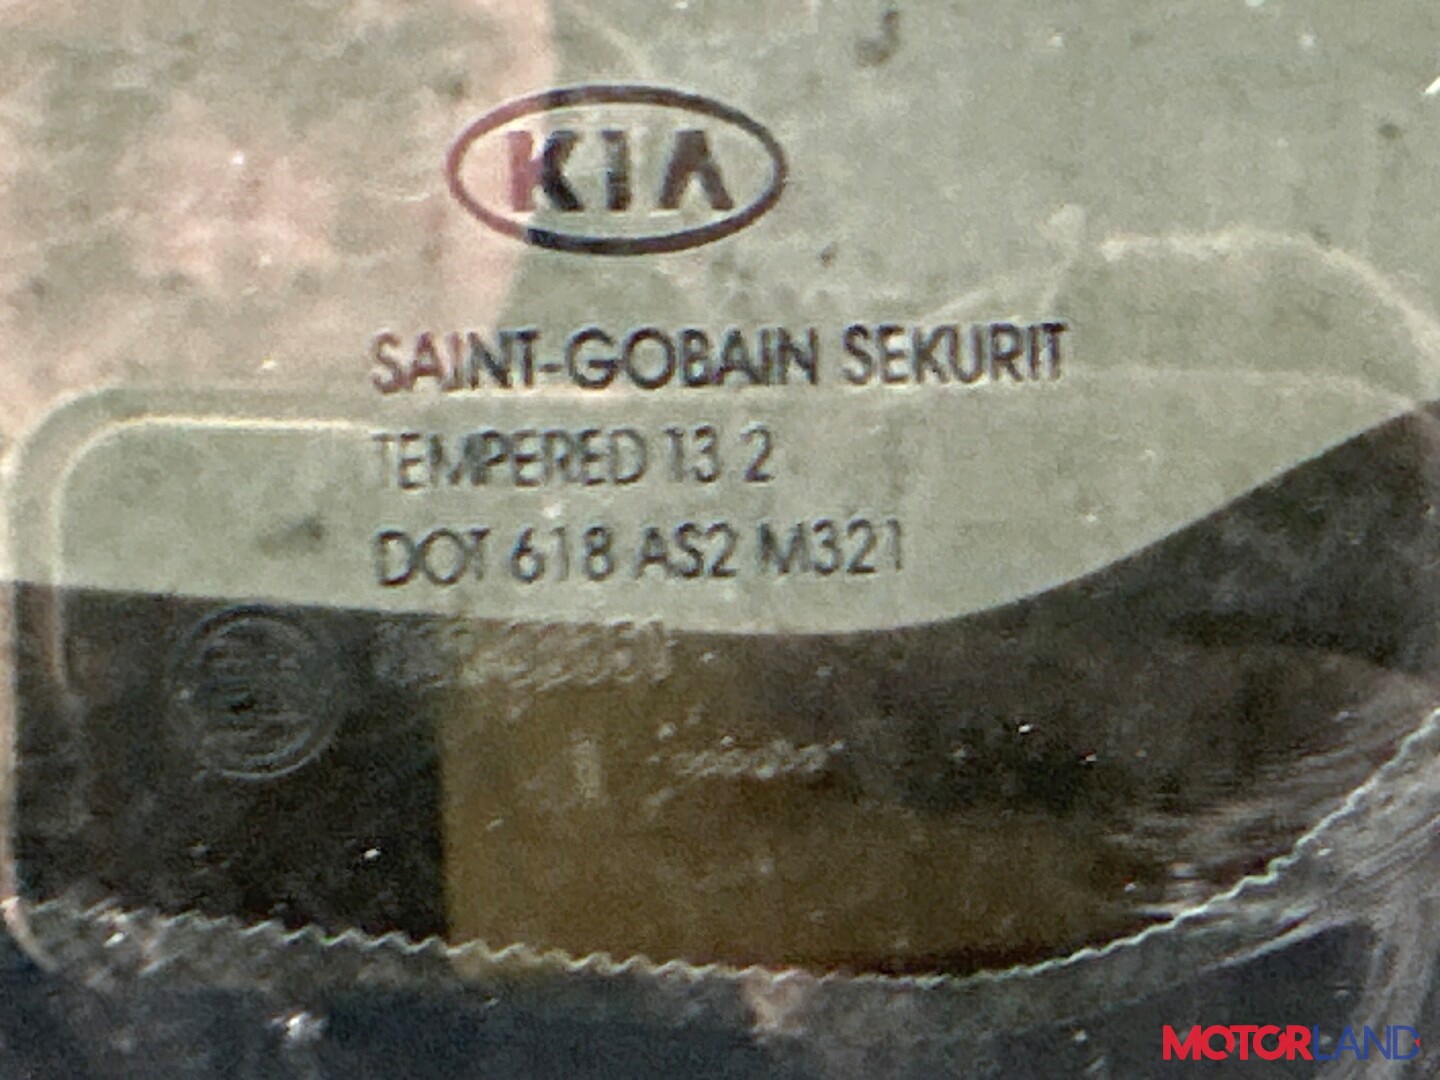 KIA
SAINT-GOBAIN SEKURIT
TEMPERED 13 2
DOT 618 AS2 M321
MOTORLAND